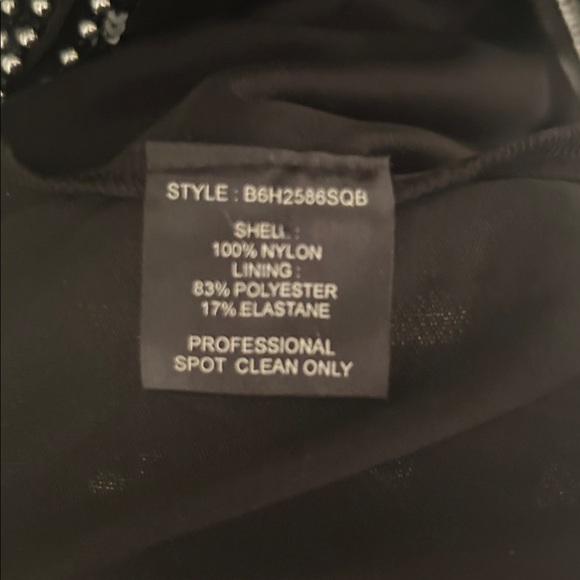 STYLE : B6H2586SQB
SHELL :
100% NYLON
LINING :
83% POLYESTER
17% ELASTANE
PROFESSIONAL
SPOT CLEAN ONLY